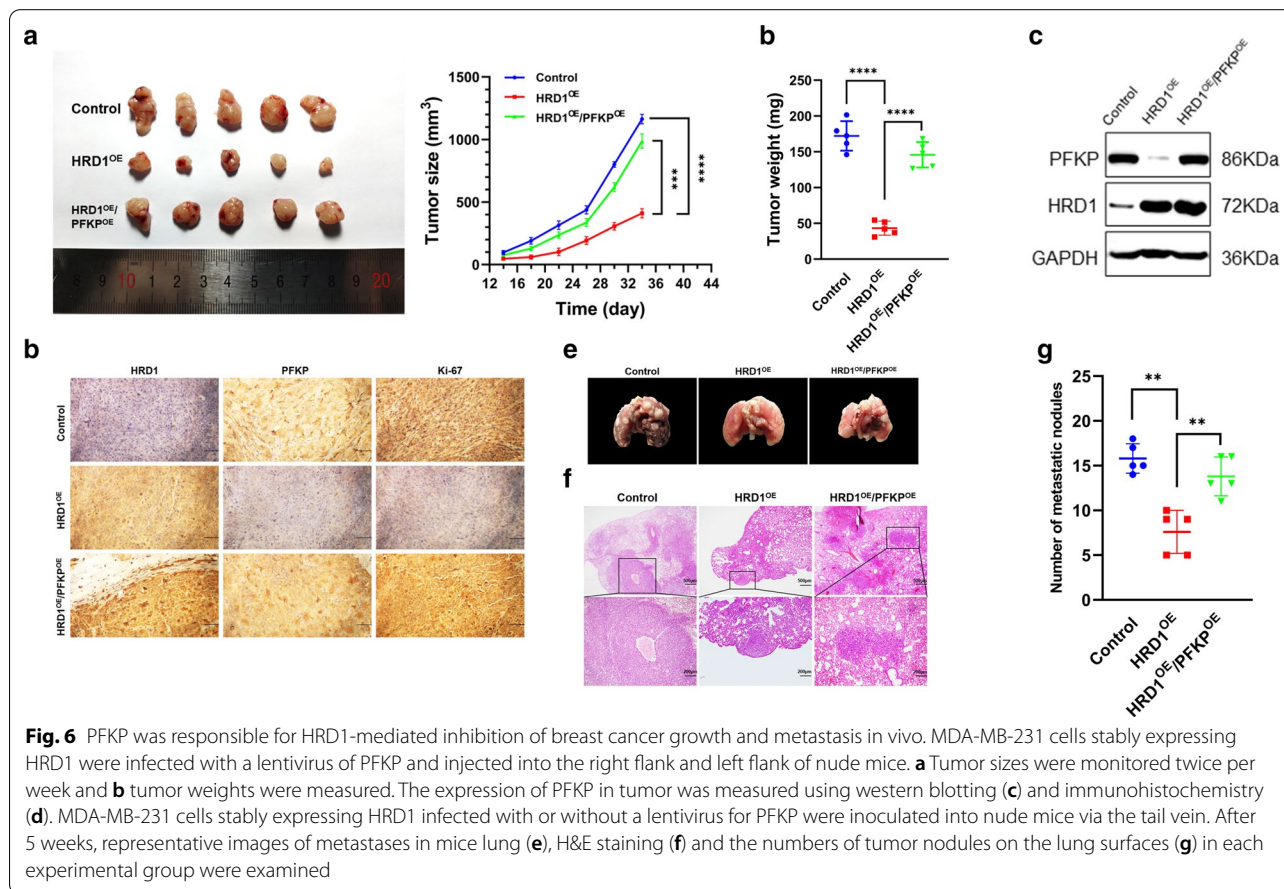 a
Control
HRD1OE
HRD1OE/
PFKPOE
8 9 10 1 2 3 4 5 6 7 8 9 20
Tumor size (mm3)
1500
1200
900
600
300
0
12 16 20 24 28 32 36 40 44
Time (day)
Control
HRD1OE
HRD1OE/PFKPOE
***
****
b
Tumor weight (mg)
250
200
150
100
50
0
****
****
Control
HRD1OE
HRD1OE/PFKPOE
c
Control
HRD1OE
HRD1OE/PFKPOE
PFKP 86KDa
HRD1 72KDa
GAPDH 36KDa
b
HRD1 PFKP Ki-67
Control
HRD1OE
HRD1OE/PFKPOE
e
Control HRD1OE HRD1OE/PFKPOE
f
Control HRD1OE HRD1OE/PFKPOE
500μm 500μm 500μm
200μm 200μm 200μm
g
Number of metastatic nodules
25
20
15
10
5
0
**
**
Control
HRD1OE
HRD1OE/PFKPOE
Fig. 6 PFKP was responsible for HRD1-mediated inhibition of breast cancer growth and metastasis in vivo. MDA-MB-231 cells stably expressing
HRD1 were infected with a lentivirus of PFKP and injected into the right flank and left flank of nude mice. a Tumor sizes were monitored twice per
week and b tumor weights were measured. The expression of PFKP in tumor was measured using western blotting (c) and immunohistochemistry
(d). MDA-MB-231 cells stably expressing HRD1 infected with or without a lentivirus for PFKP were inoculated into nude mice via the tail vein. After
5 weeks, representative images of metastases in mice lung (e), H&E staining (f) and the numbers of tumor nodules on the lung surfaces (g) in each
experimental group were examined